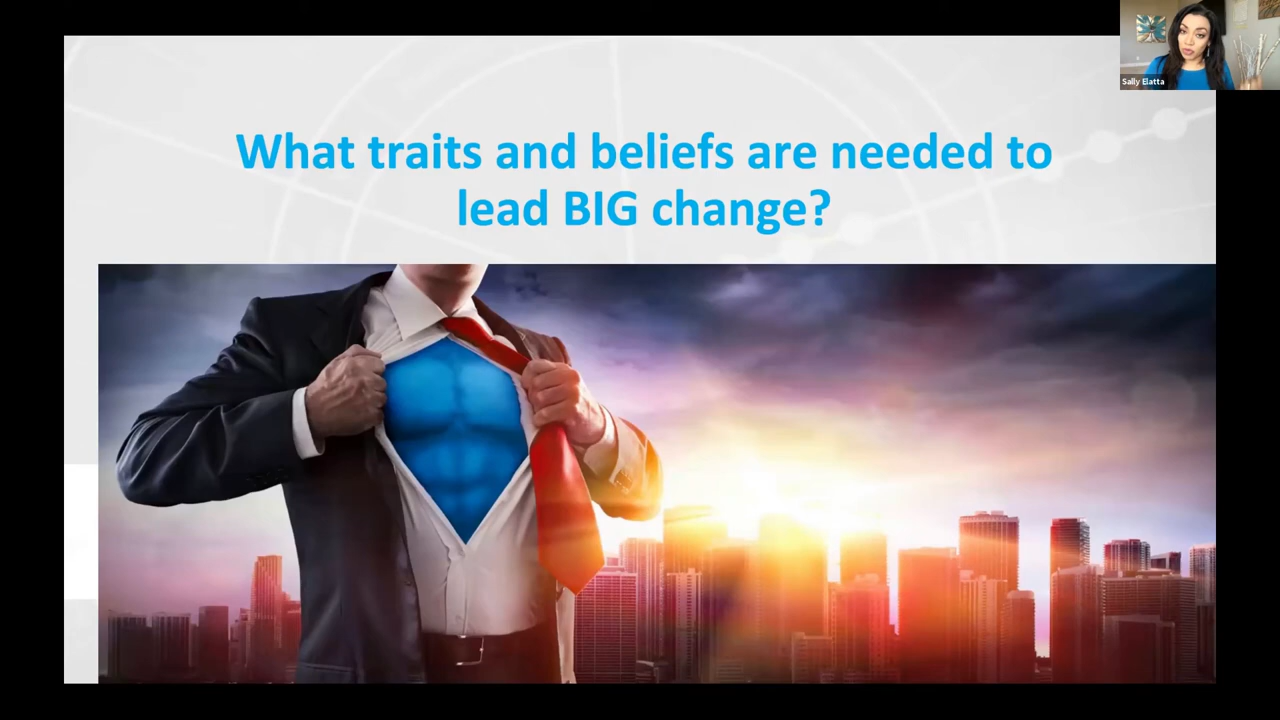 What traits and beliefs are needed to
lead BIG change?
Sally Elatta